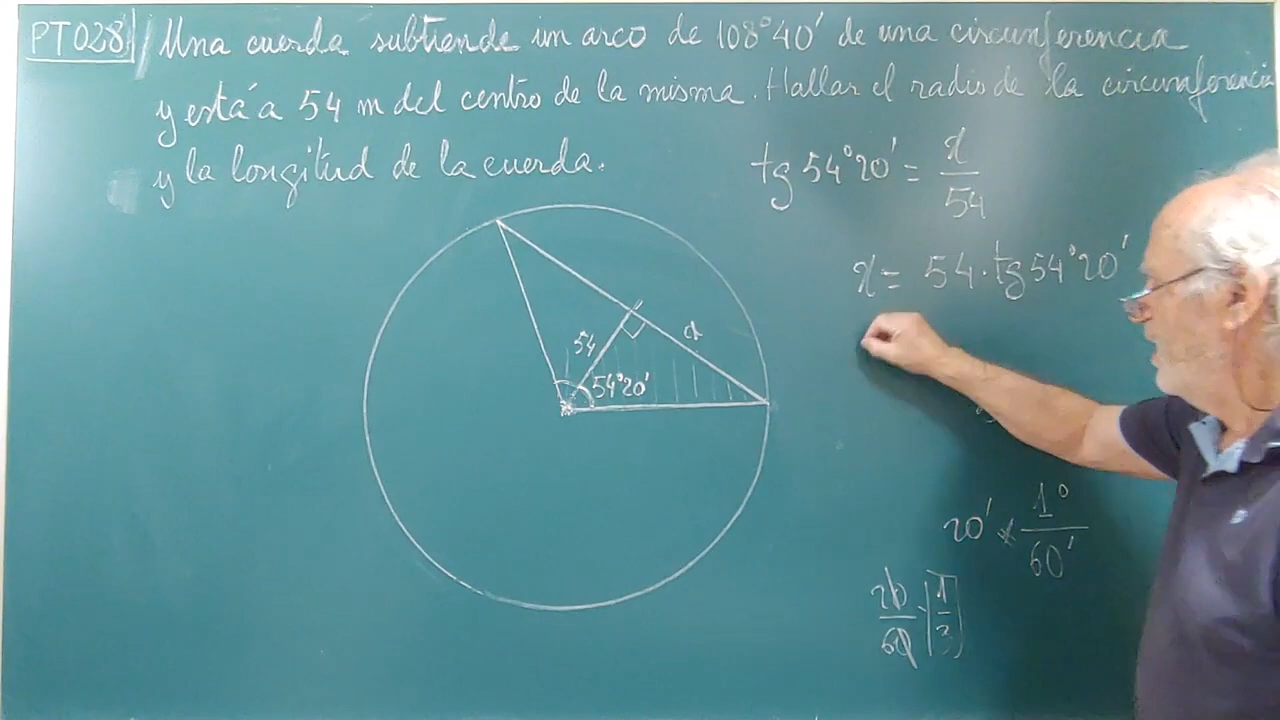 PT028/ Una cuerda subtiende un arco de 108°40' de una circunferencia
y está a 54 m del centro de la misma. Hallar el radio de la circunferencia
y la longitud de la cuerda.
tg 54°20' = x/54
x = 54·tg54°20'
54
x
54°20'
20' × 1°/60'
20/60 1/3